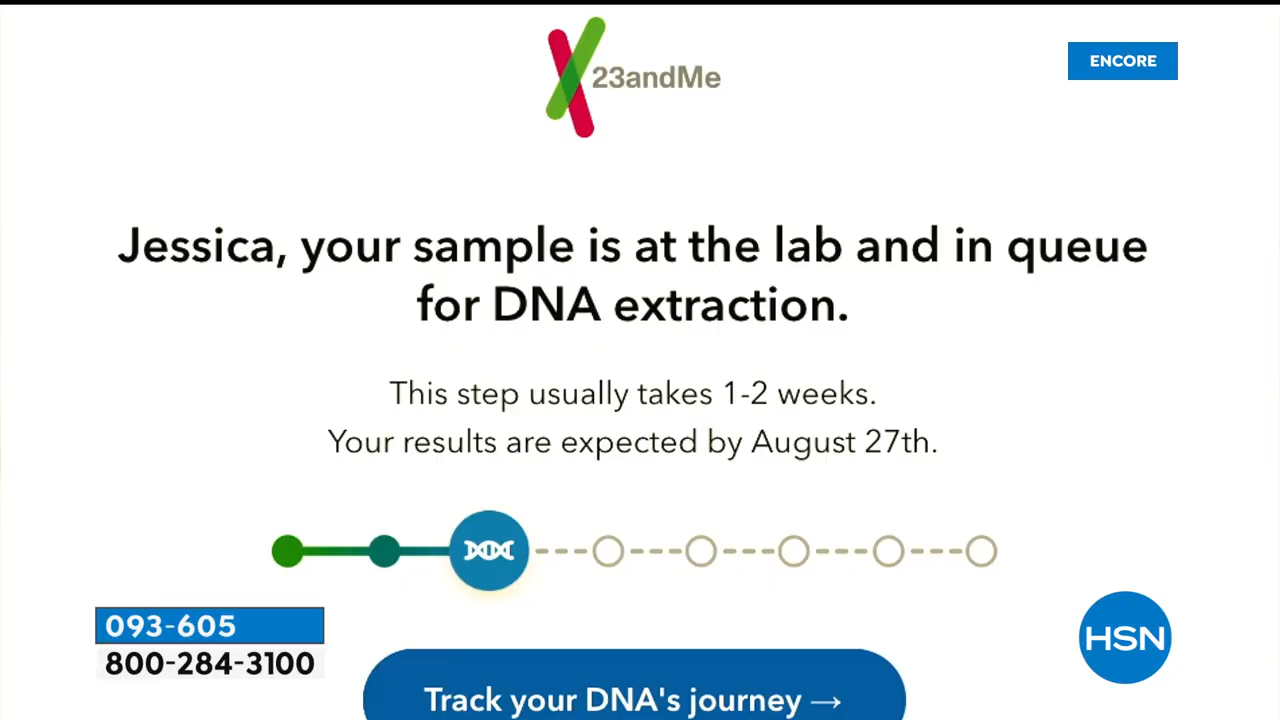 23andMe
ENCORE
Jessica, your sample is at the lab and in queue
for DNA extraction.
This step usually takes 1-2 weeks.
Your results are expected by August 27th.
093-605
800-284-3100
HSN
Track your DNA's journey →